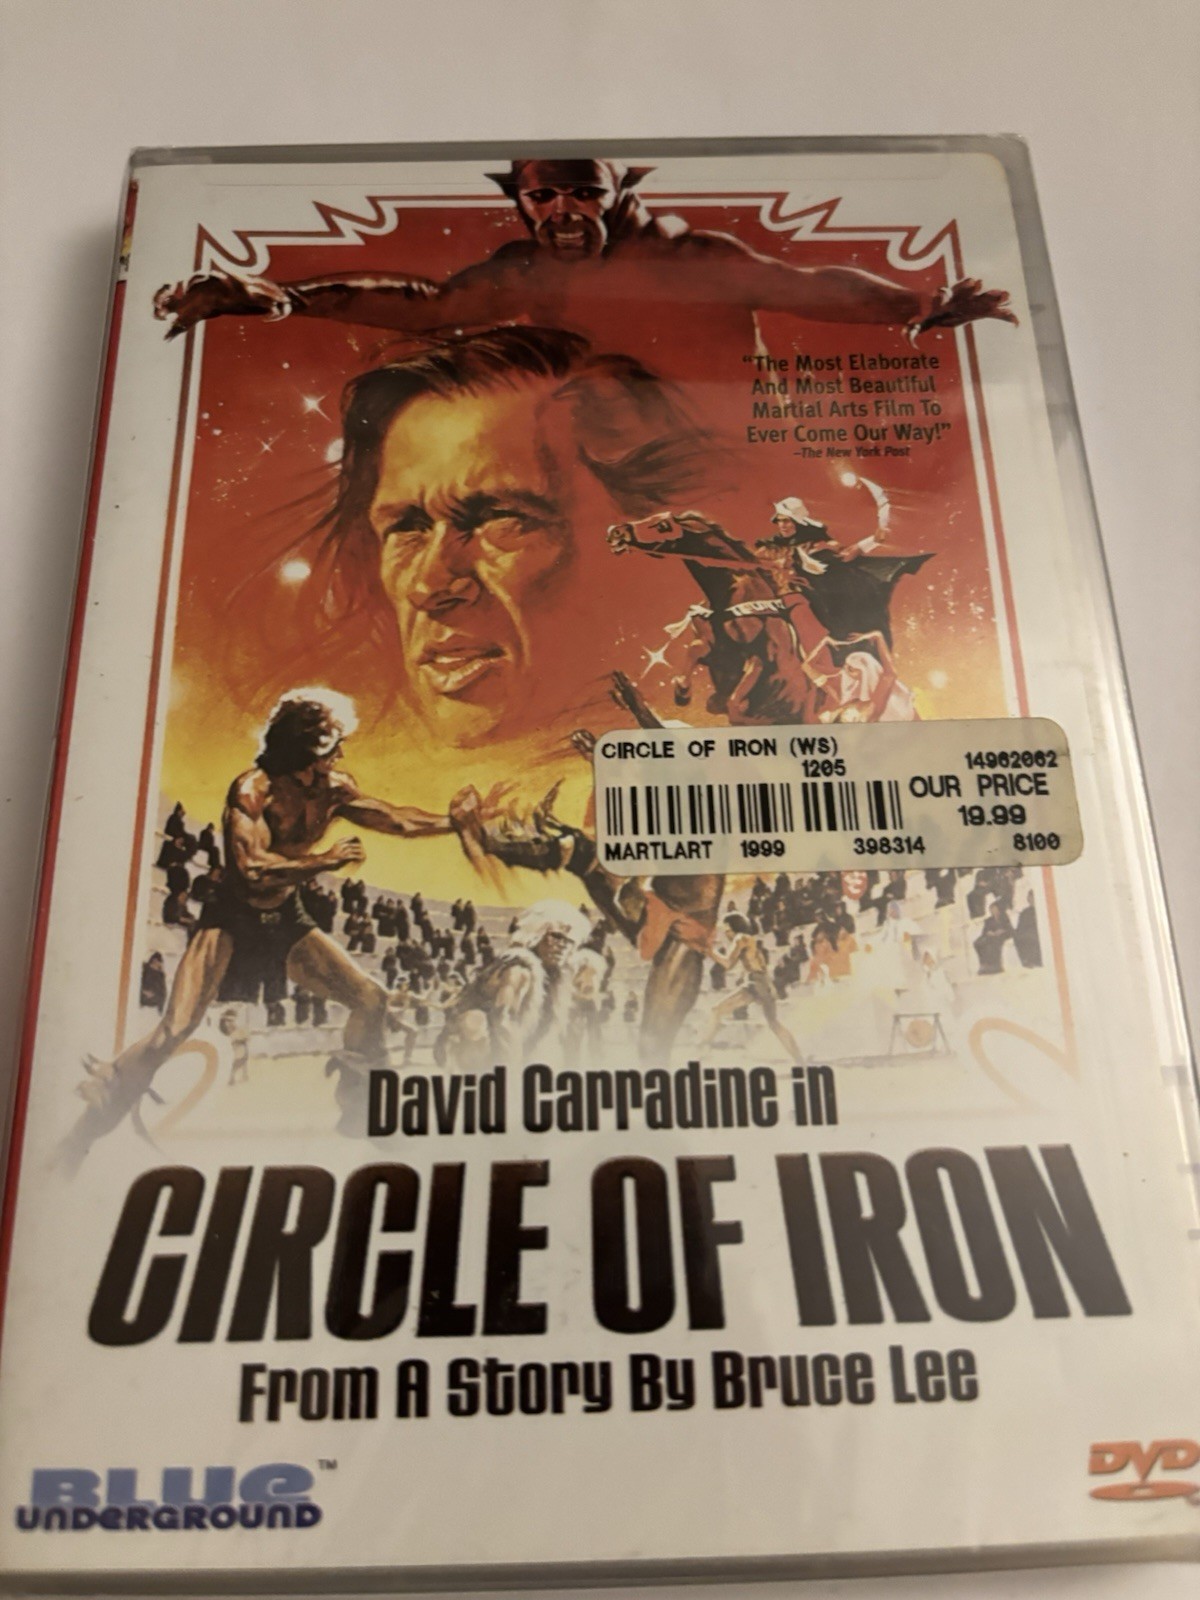 “The Most Elaborate
And Most Beautiful
Martial Arts Film To
Ever Come Our Way!”
–The New York Post
CIRCLE OF IRON (WS)
1205
14962062
OUR PRICE
19.99
MARTLART 1999 398314 8100
David Carradine in
CIRCLE OF IRON
From A Story By Bruce Lee
BLUE ™
UNDERGROUND
DVD